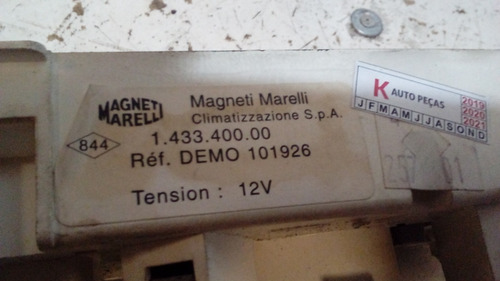 MAGNETI
MARELLI
844
Magneti Marelli
Climatizzazione S.p.A.
1.433.400.00
Réf. DEMO 101926
Tension : 12V
K AUTO PEÇAS
2019
2020
2021
J F M A M J J A S O N D